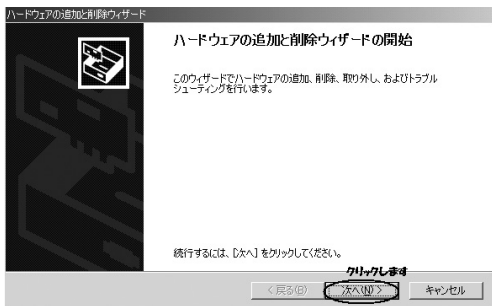 ハードウェアの追加と削除ウィザード
ハードウェアの追加と削除ウィザードの開始
このウィザードでハードウェアの追加、削除、取り外し、およびトラブル
シューティングを行います。
続行するには、[次へ] をクリックしてください。
クリックします
< 戻る(B)
次へ(N) >
キャンセル